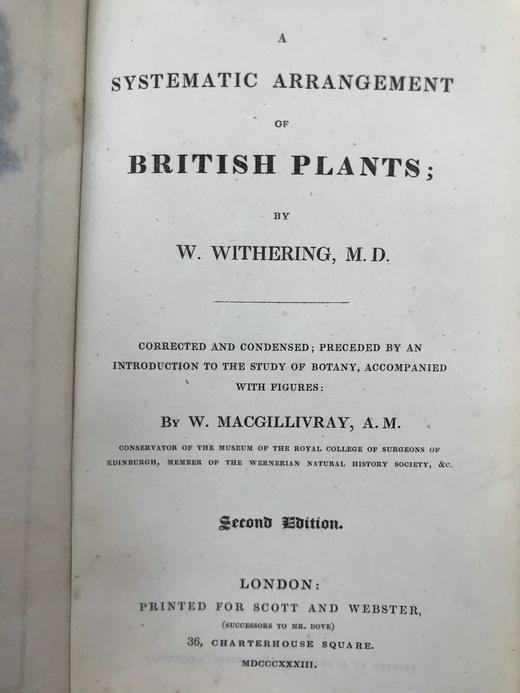 A
SYSTEMATIC ARRANGEMENT
OF
BRITISH PLANTS;
BY
W. WITHERING, M.D.
CORRECTED AND CONDENSED; PRECEDED BY AN
INTRODUCTION TO THE STUDY OF BOTANY, ACCOMPANIED
WITH FIGURES:
BY W. MACGILLIVRAY, A.M.
CONSERVATOR OF THE MUSEUM OF THE ROYAL COLLEGE OF SURGEONS OF
EDINBURGH, MEMBER OF THE WERNERIAN NATURAL HISTORY SOCIETY, &c.
Second Edition.
LONDON:
PRINTED FOR SCOTT AND WEBSTER,
(SUCCESSORS TO MR. DOVE)
36, CHARTERHOUSE SQUARE.
MDCCCXXXIII.